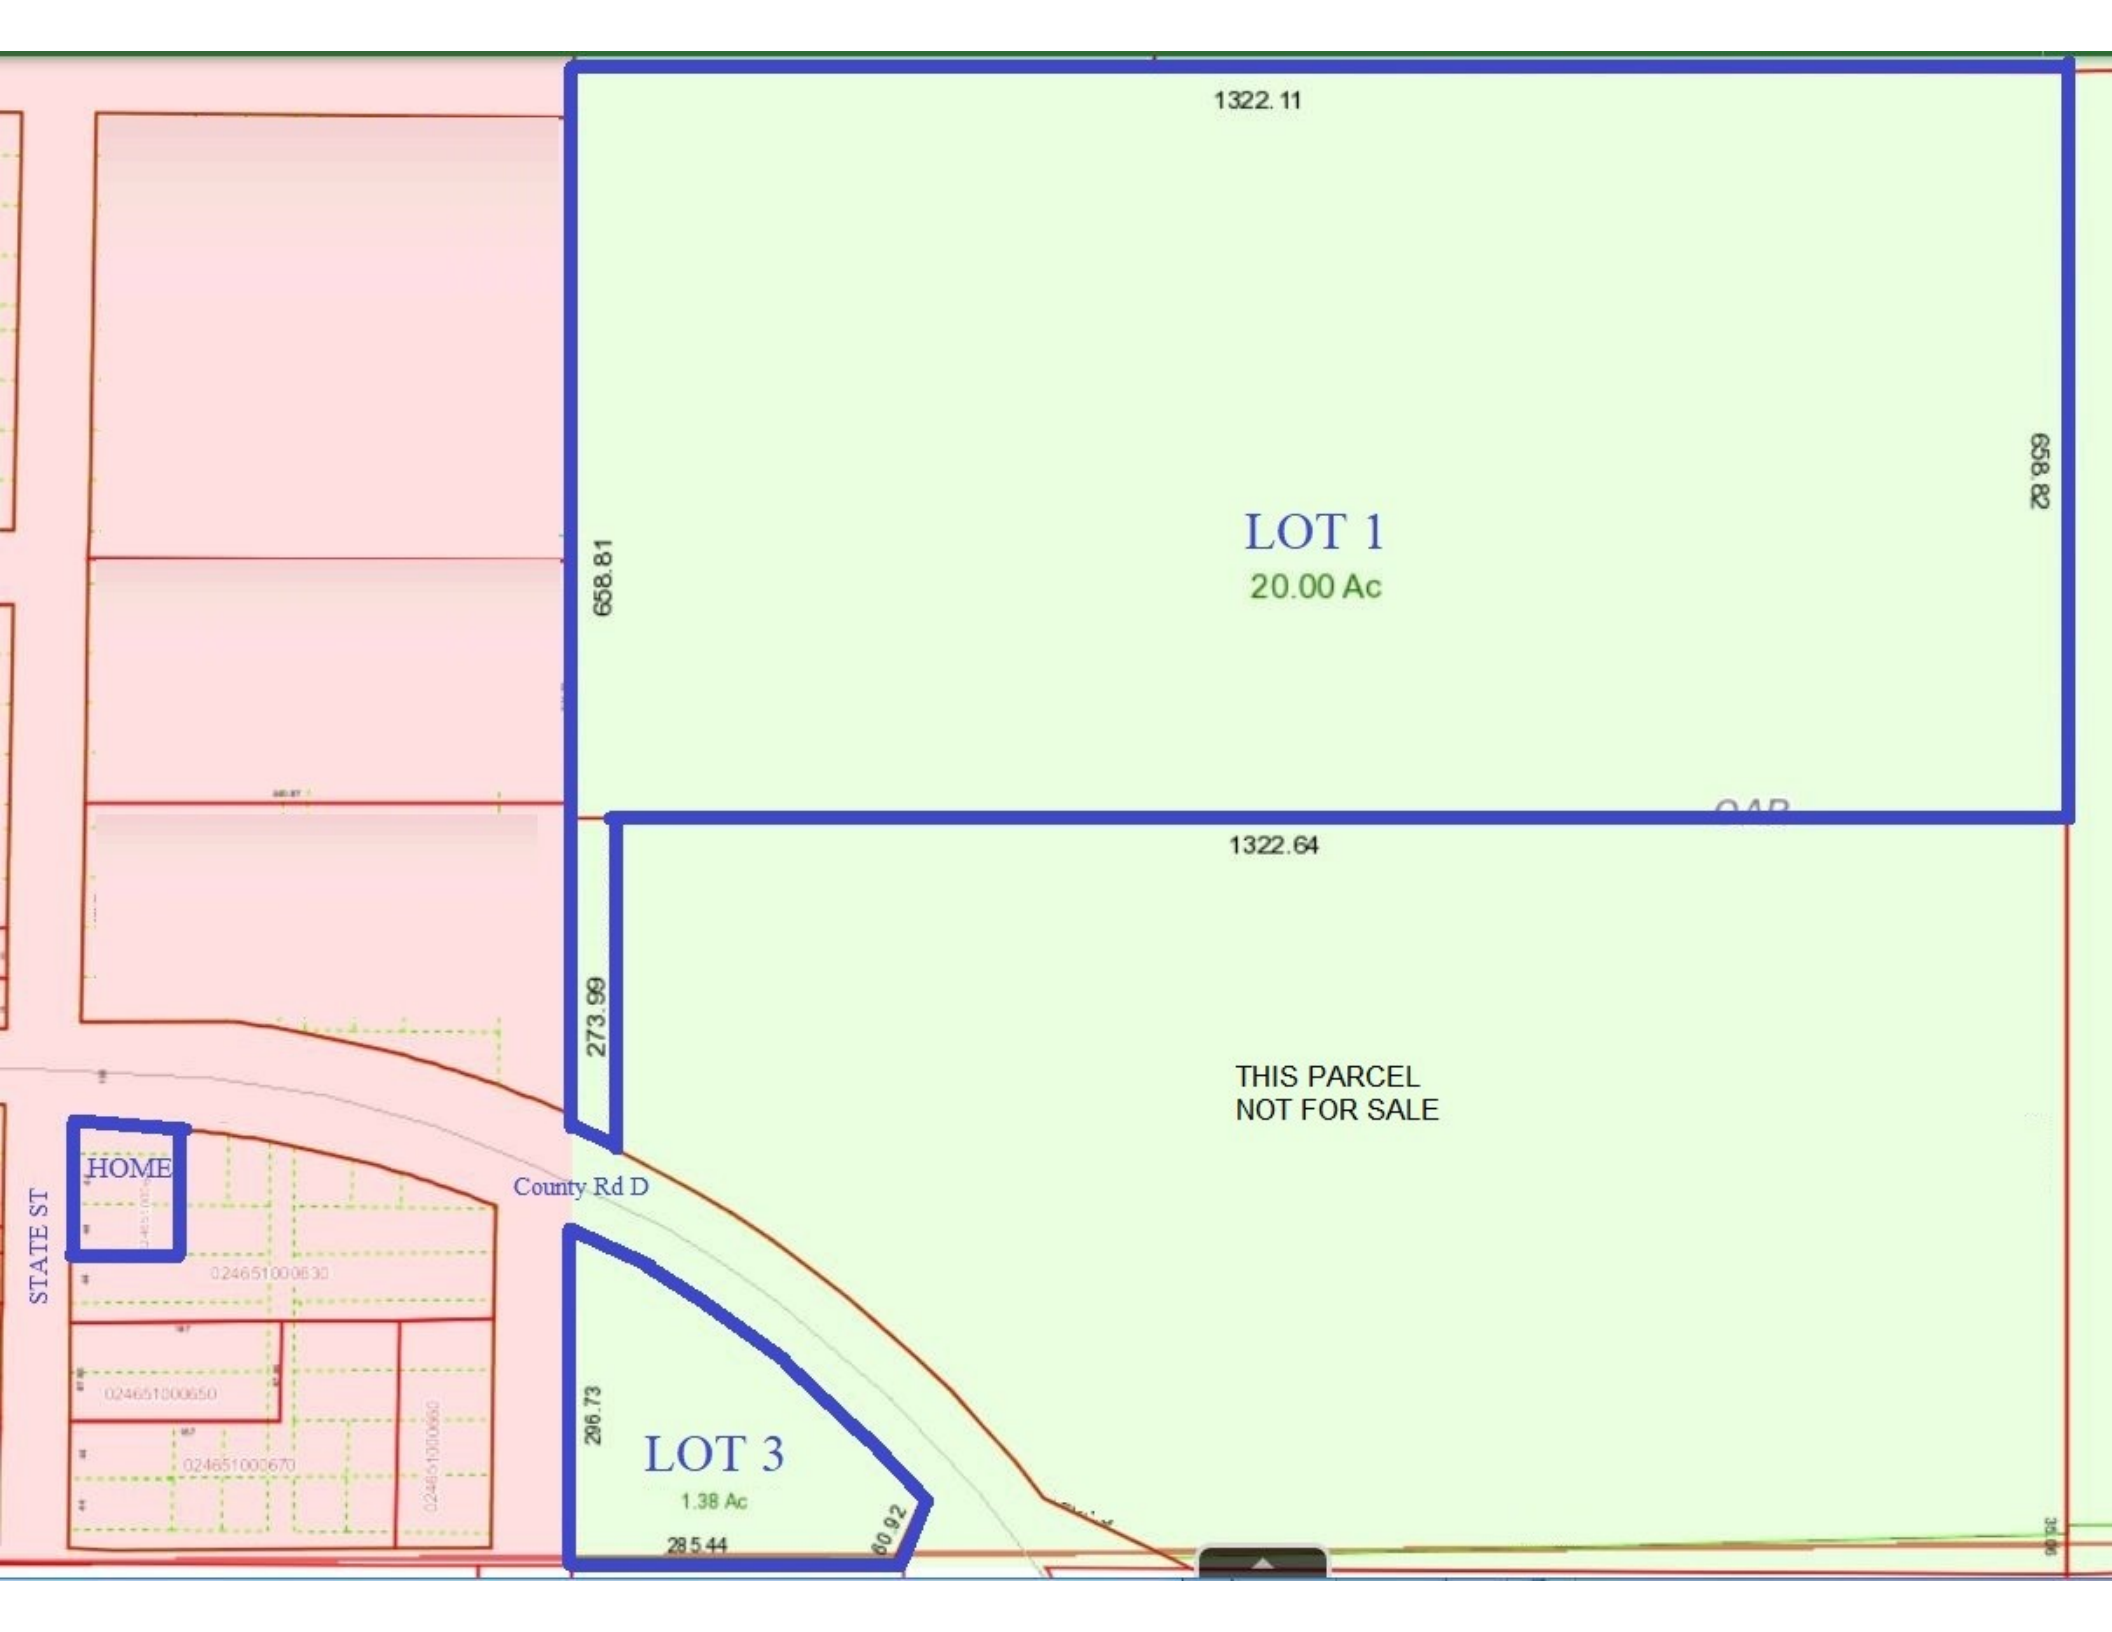 1322.11
658.82
LOT 1
20.00 Ac
658.81
OAR
1322.64
273.99
THIS PARCEL
NOT FOR SALE
HOME
County Rd D
STATE ST
024651000630
296.73
024651000650
024651000660
LOT 3
024651000670
1.38 Ac
60.92
285.44